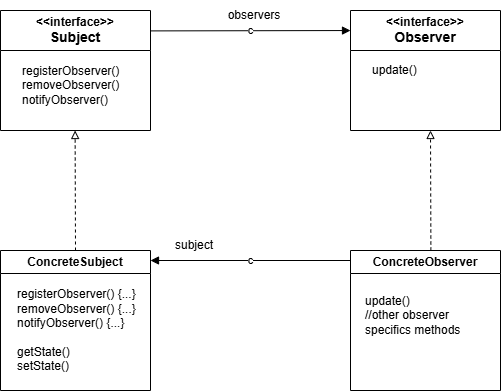 <<interface>>
Subject
registerObserver()
removeObserver()
notifyObserver()
observers
c
<<interface>>
Observer
update()
ConcreteSubject
registerObserver() {...}
removeObserver() {...}
notifyObserver() {...}
getState()
setState()
subject
c
ConcreteObserver
update()
//other observer
specifics methods